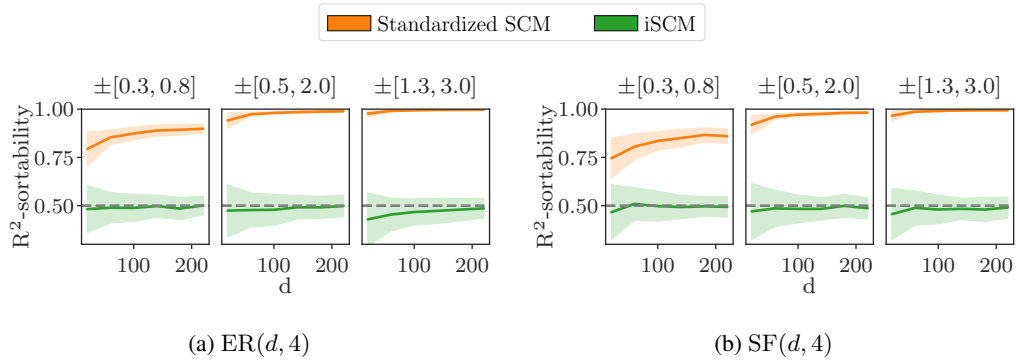 Standardized SCM iSCM
±[0.3, 0.8] ±[0.5, 2.0] ±[1.3, 3.0]
R²-sortability
1.00
0.75
0.50
100 200 100 200 100 200
d
(a) ER(d, 4)
±[0.3, 0.8] ±[0.5, 2.0] ±[1.3, 3.0]
R²-sortability
1.00
0.75
0.50
100 200 100 200 100 200
d
(b) SF(d, 4)